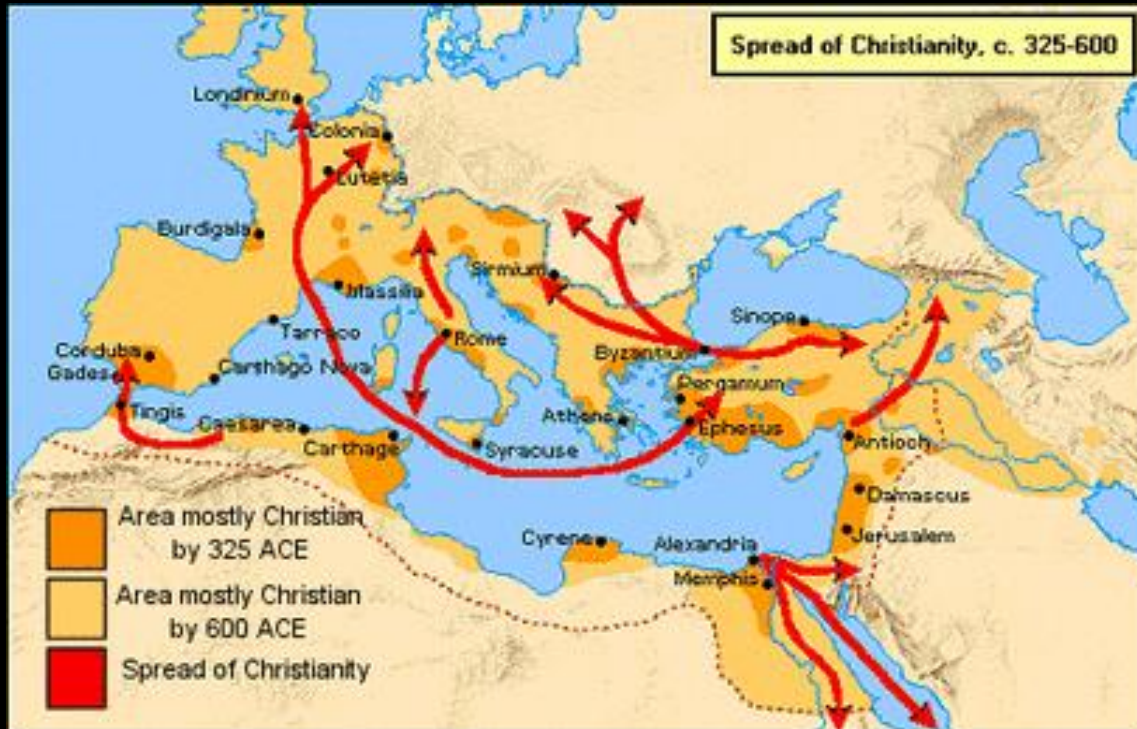 Spread of Christianity, c. 325-600
Londinium
Colonia
Lutetia
Burdigala
Sirmium
Massilia
Sinope
Tarraco
Rome
Byzantium
Corduba
Carthago Nova
Gades
Pergamum
Athens
Ephesus
Tingis
Caesarea
Carthage
Syracuse
Antioch
Damascus
Cyrene
Alexandria
Jerusalem
Memphis
Area mostly Christian
by 325 ACE
Area mostly Christian
by 600 ACE
Spread of Christianity